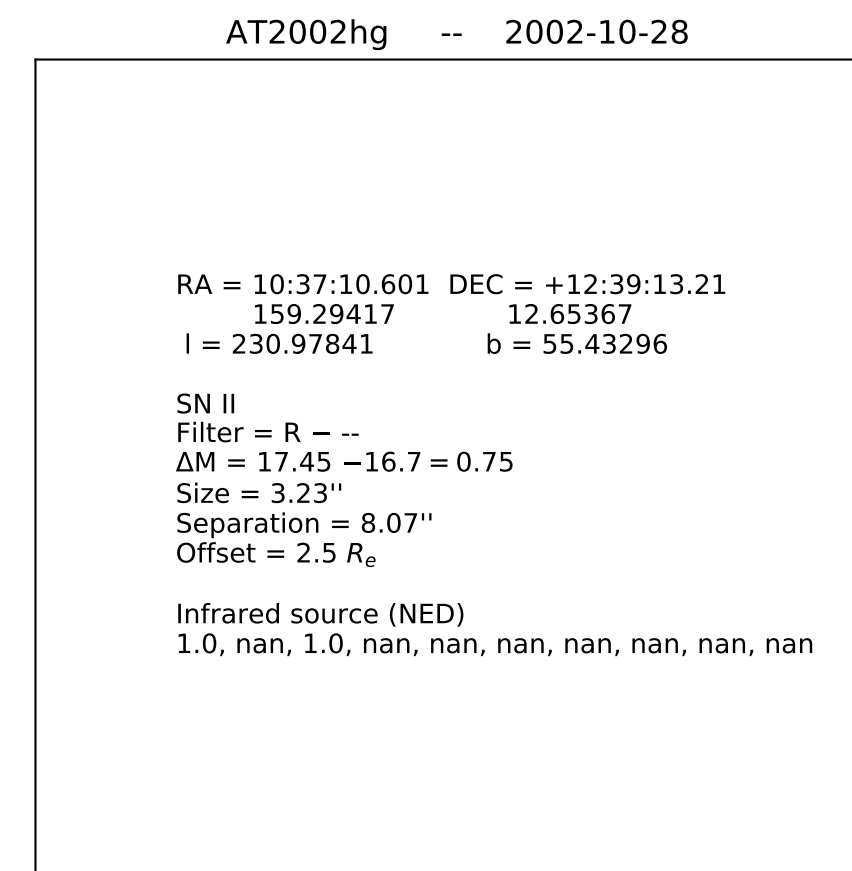 AT2002hg -- 2002-10-28
RA = 10:37:10.601 DEC = +12:39:13.21
159.29417 12.65367
l = 230.97841 b = 55.43296
SN II
Filter = R − --
ΔM = 17.45 −16.7 = 0.75
Size = 3.23''
Separation = 8.07''
Offset = 2.5 Rₑ
Infrared source (NED)
1.0, nan, 1.0, nan, nan, nan, nan, nan, nan, nan